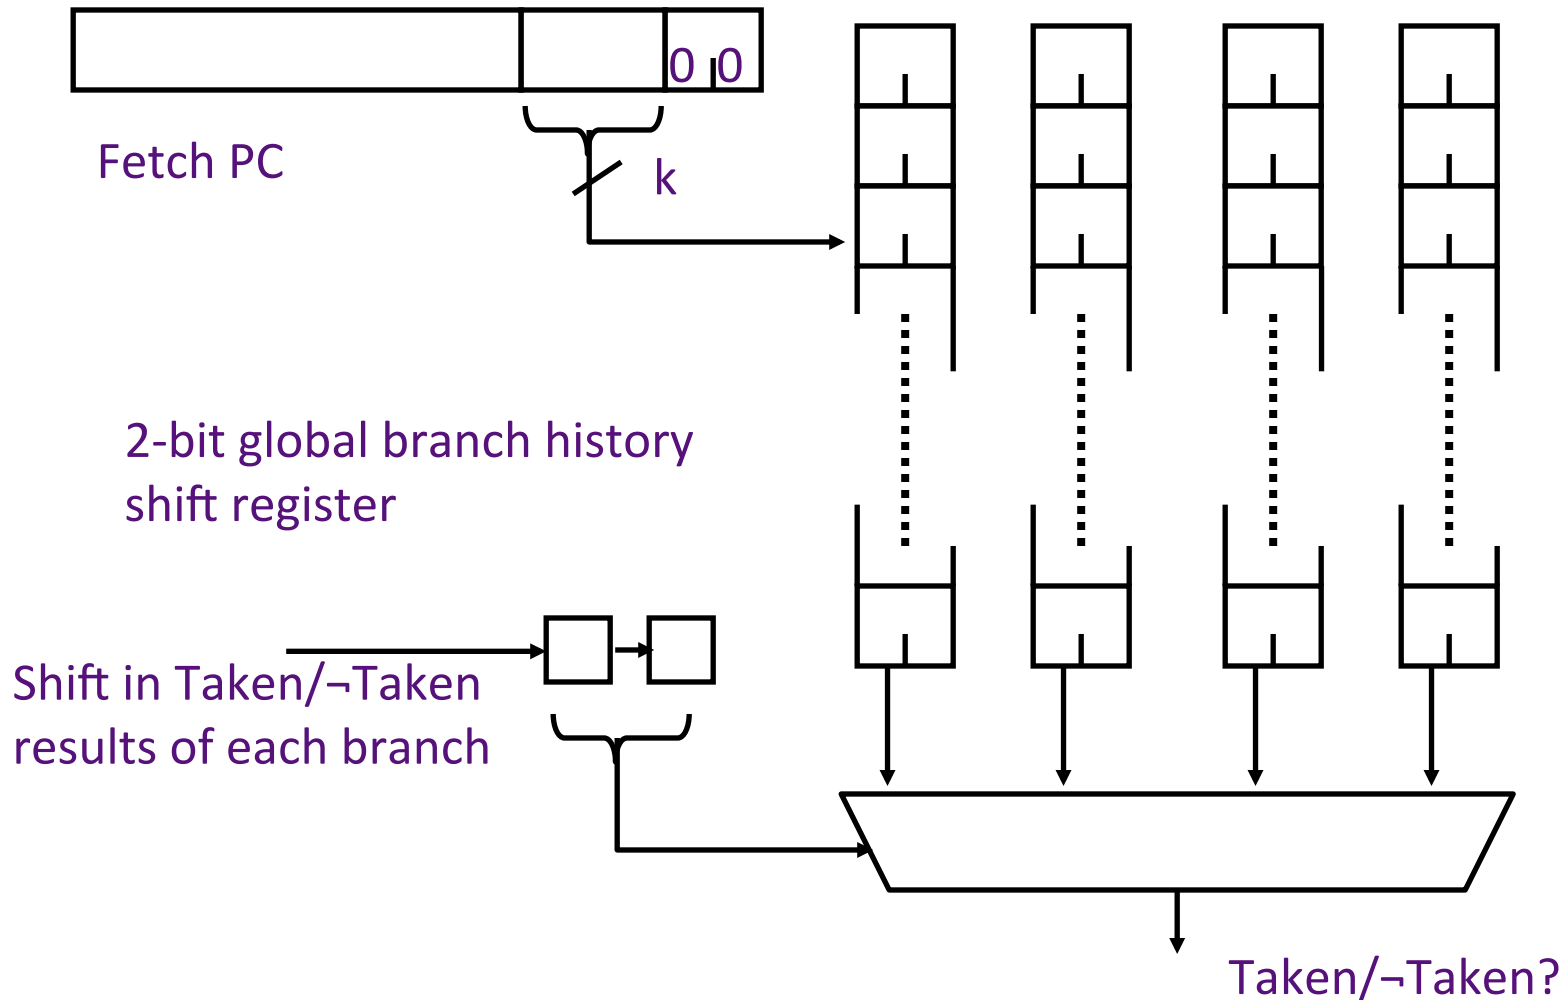 0 0
Fetch PC
k
2-bit global branch history
shift register
Shift in Taken/¬Taken
results of each branch
Taken/¬Taken?